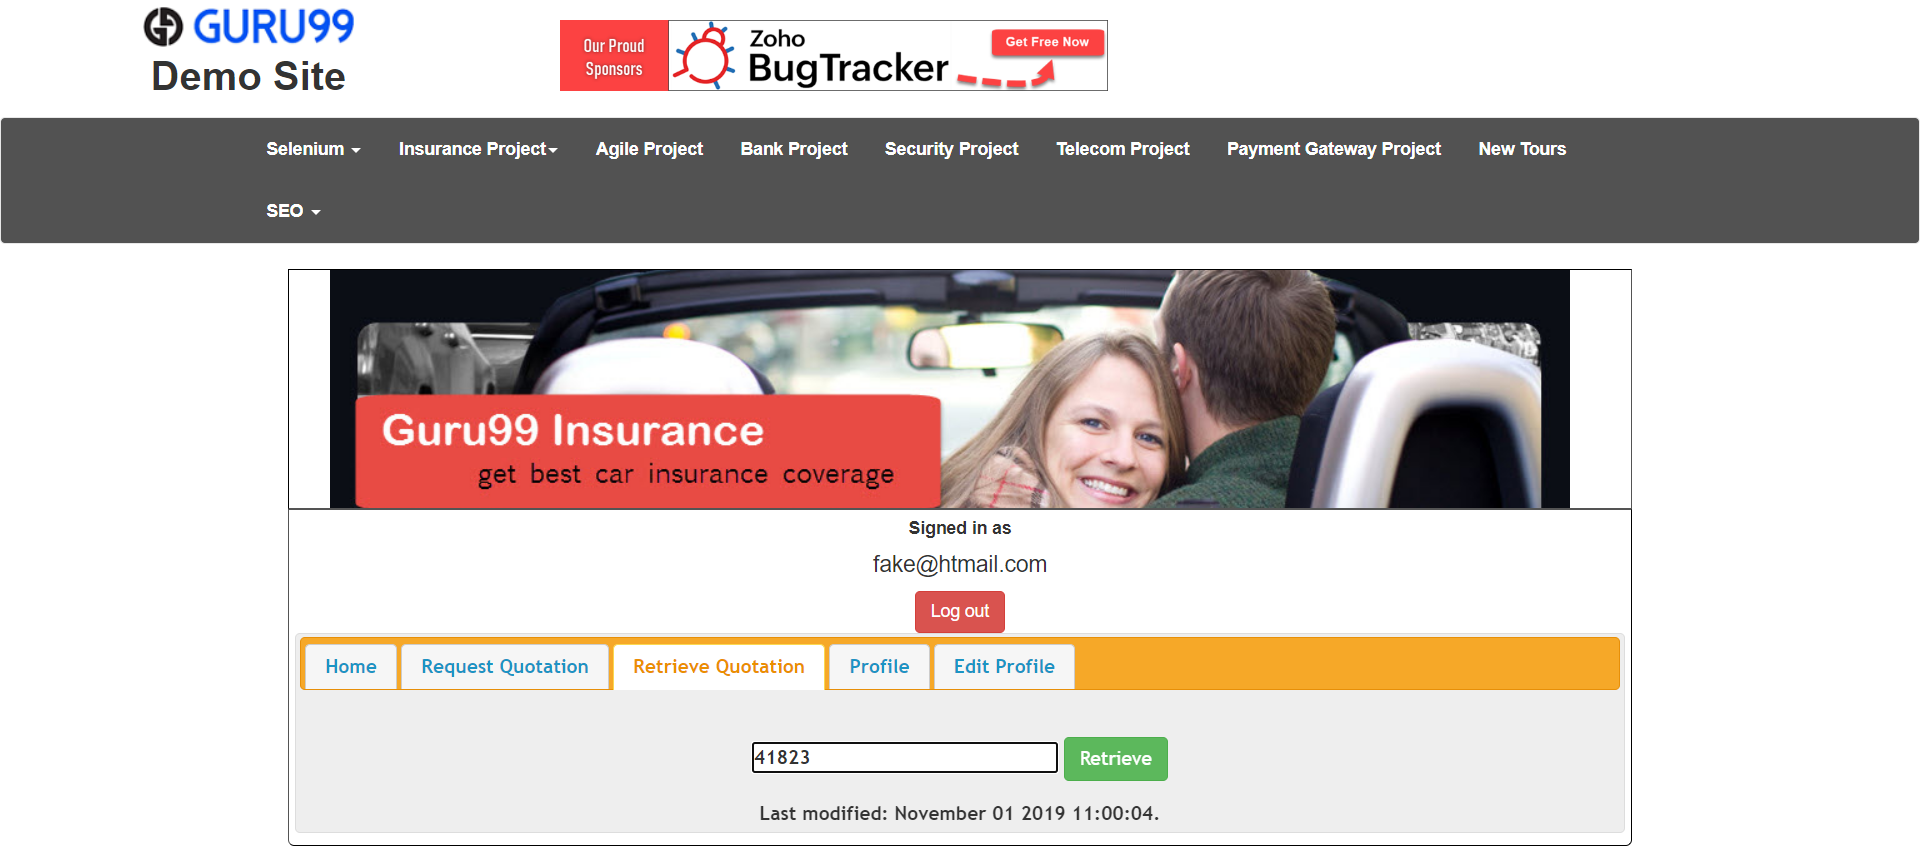 GURU99
Demo Site
Our Proud
Sponsors
Zoho
BugTracker
Get Free Now
Selenium
Insurance Project
Agile Project
Bank Project
Security Project
Telecom Project
Payment Gateway Project
New Tours
SEO
Guru99 Insurance
get best car insurance coverage
Signed in as
fake@htmail.com
Log out
Home
Request Quotation
Retrieve Quotation
Profile
Edit Profile
41823
Retrieve
Last modified: November 01 2019 11:00:04.